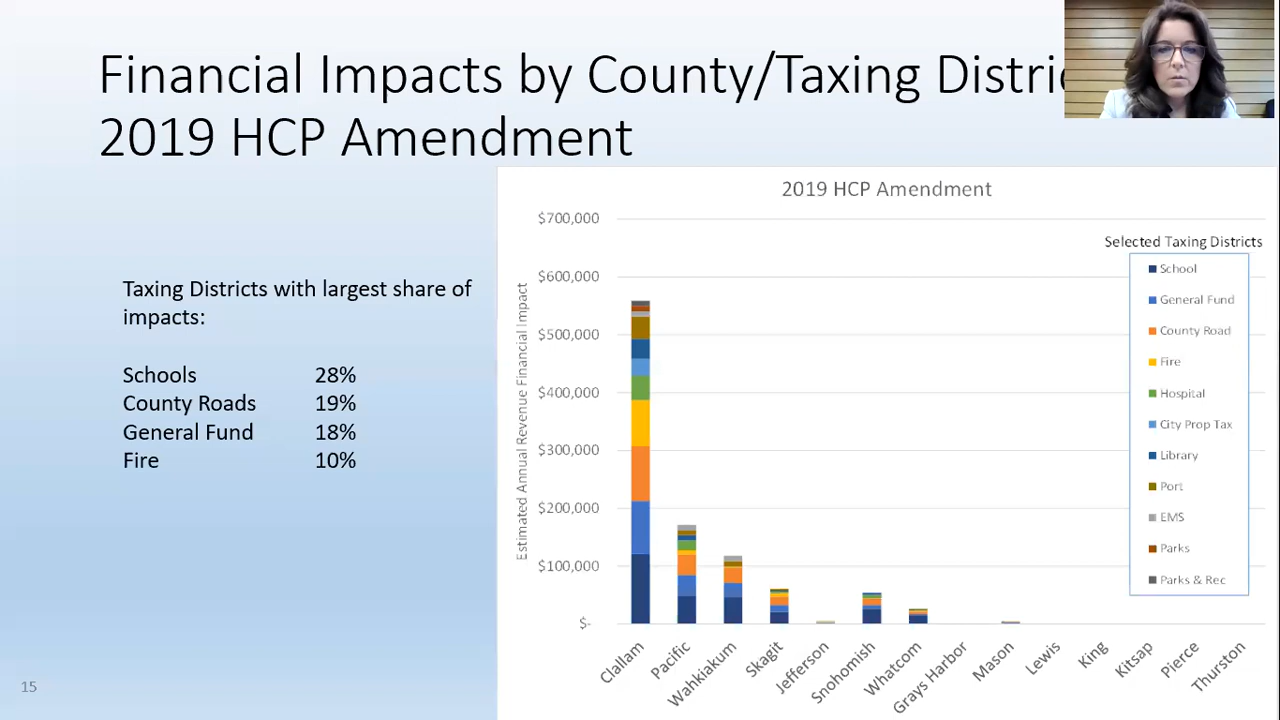 Financial Impacts by County/Taxing Distri
2019 HCP Amendment
Taxing Districts with largest share of
impacts:
Schools 28%
County Roads 19%
General Fund 18%
Fire 10%
2019 HCP Amendment
Estimated Annual Revenue Financial Impact
$700,000
$600,000
$500,000
$400,000
$300,000
$200,000
$100,000
$-
Selected Taxing Districts
School
General Fund
County Road
Fire
Hospital
City Prop Tax
Library
Port
EMS
Parks
Parks & Rec
Clallam
Pacific
Wahkiakum
Skagit
Jefferson
Snohomish
Whatcom
Grays Harbor
Mason
Lewis
King
Kitsap
Pierce
Thurston
15